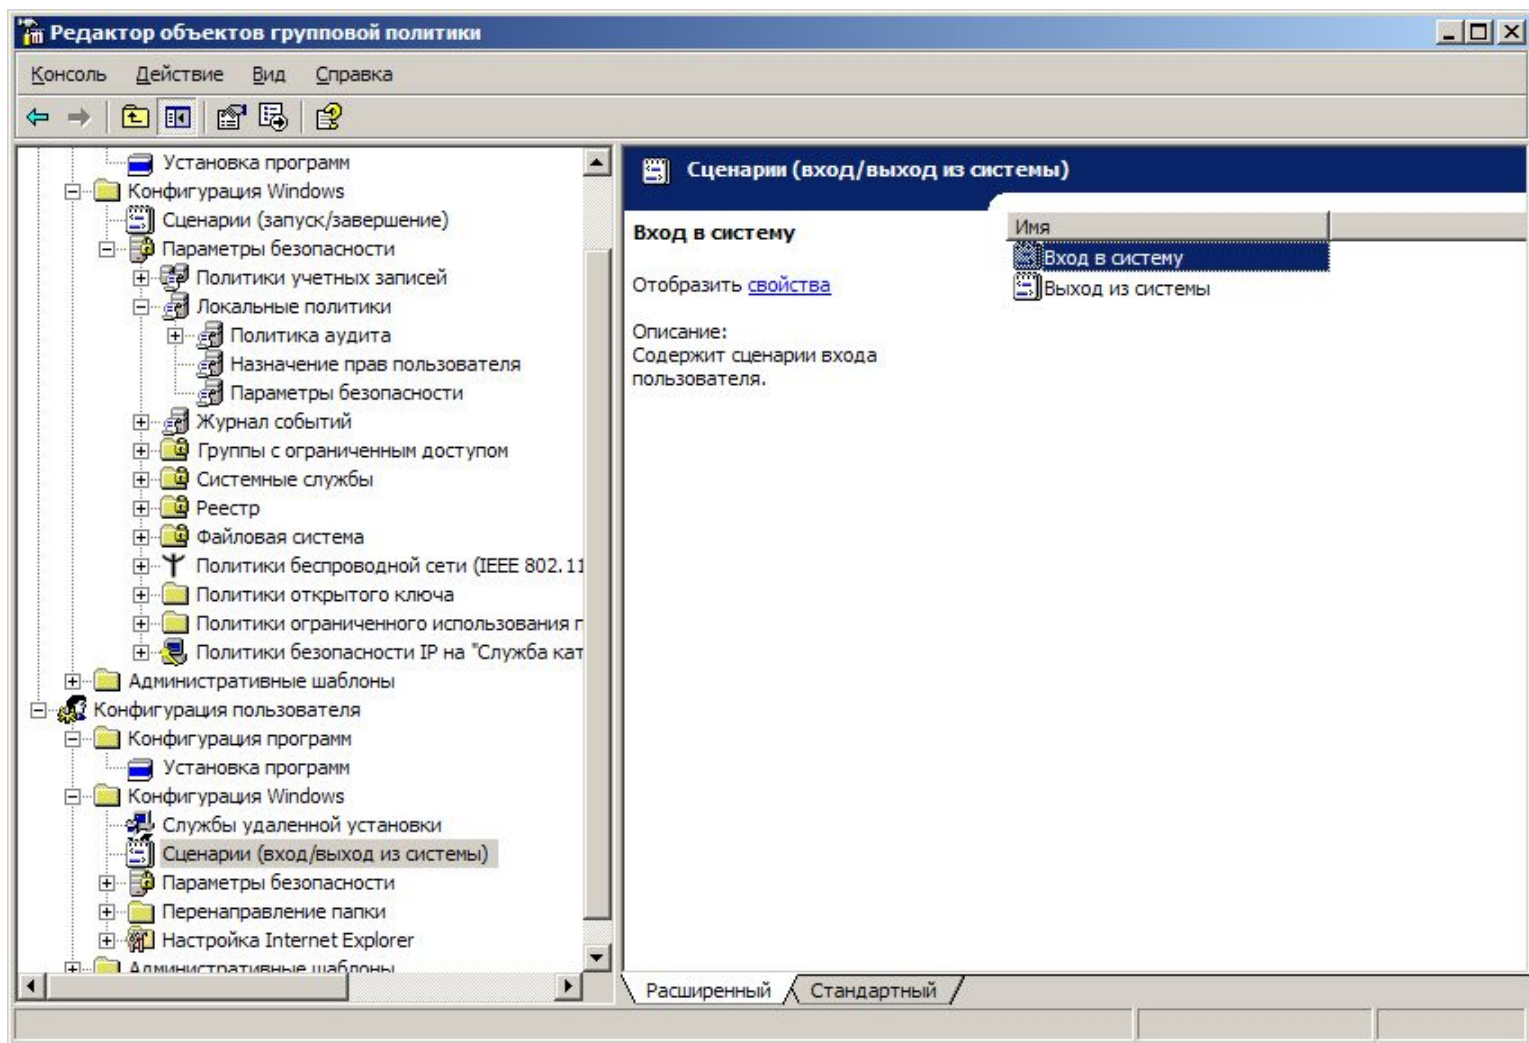 Редактор объектов групповой политики
Консоль Действие Вид Справка
Установка программ
Конфигурация Windows
Сценарии (запуск/завершение)
Параметры безопасности
Политики учетных записей
Локальные политики
Политика аудита
Назначение прав пользователя
Параметры безопасности
Журнал событий
Группы с ограниченным доступом
Системные службы
Реестр
Файловая система
Политики беспроводной сети (IEEE 802.11
Политики открытого ключа
Политики ограниченного использования п
Политики безопасности IP на "Служба кат
Административные шаблоны
Конфигурация пользователя
Конфигурация программ
Установка программ
Конфигурация Windows
Службы удаленной установки
Сценарии (вход/выход из системы)
Параметры безопасности
Перенаправление папки
Настройка Internet Explorer
Административные шаблоны
Сценарии (вход/выход из системы)
Вход в систему
Отобразить свойства
Описание:
Содержит сценарии входа
пользователя.
Имя
Вход в систему
Выход из системы
Расширенный Стандартный